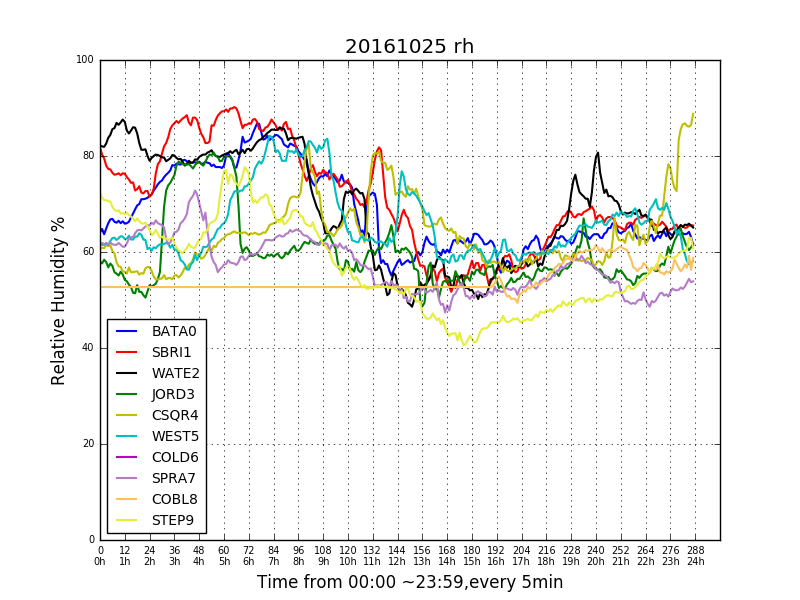 20161025 rh
Relative Humidity %
100
80
60
40
20
0
BATA0
SBRI1
WATE2
JORD3
CSQR4
WEST5
COLD6
SPRA7
COBL8
STEP9
0 12 24 36 48 60 72 84 96 108 120 132 144 156 168 180 192 204 216 228 240 252 264 276 288
0h 1h 2h 3h 4h 5h 6h 7h 8h 9h 10h 11h 12h 13h 14h 15h 16h 17h 18h 19h 20h 21h 22h 23h 24h
Time from 00:00 ~23:59,every 5min